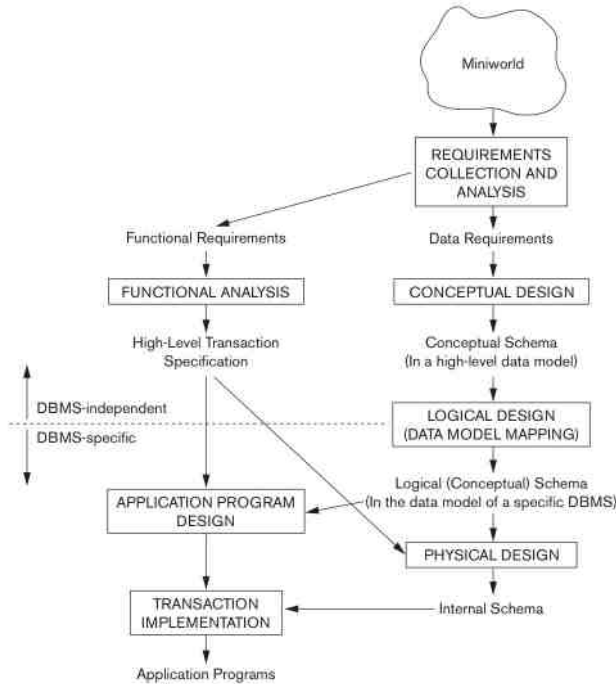 Miniworld
REQUIREMENTS
COLLECTION AND
ANALYSIS
Functional Requirements
Data Requirements
FUNCTIONAL ANALYSIS
CONCEPTUAL DESIGN
High-Level Transaction
Specification
Conceptual Schema
(In a high-level data model)
DBMS-independent
DBMS-specific
LOGICAL DESIGN
(DATA MODEL MAPPING)
Logical (Conceptual) Schema
(In the data model of a specific DBMS)
APPLICATION PROGRAM
DESIGN
PHYSICAL DESIGN
TRANSACTION
IMPLEMENTATION
Internal Schema
Application Programs